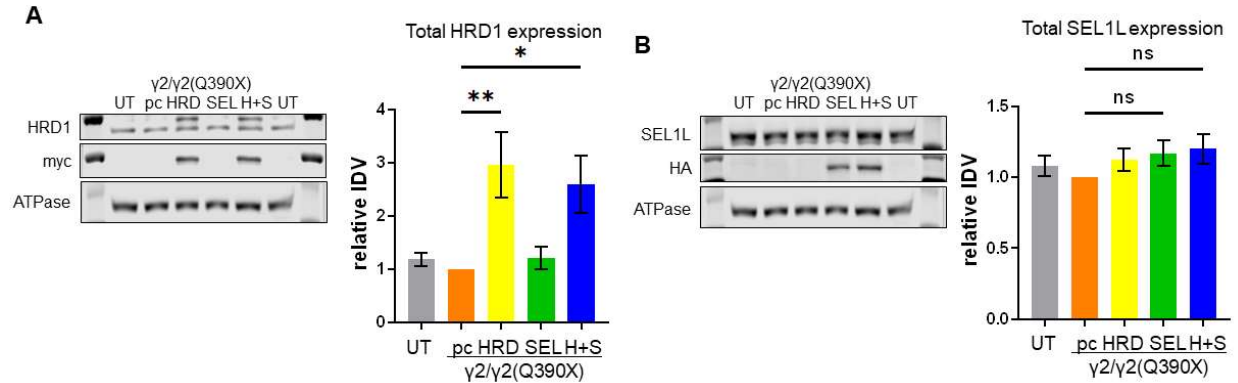 A
γ2/γ2(Q390X)
UT pc HRD SEL H+S UT
HRD1
myc
ATPase
Total HRD1 expression
*
**
relative IDV
4
3
2
1
0
UT pc HRD SEL H+S
γ2/γ2(Q390X)
B
γ2/γ2(Q390X)
UT pc HRD SEL H+S UT
SEL1L
HA
ATPase
Total SEL1L expression
ns
ns
relative IDV
1.5
1.0
0.5
0.0
UT pc HRD SEL H+S
γ2/γ2(Q390X)